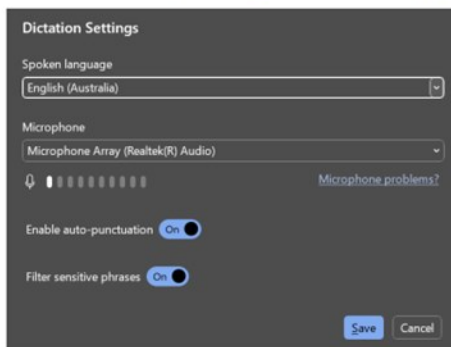 Dictation Settings
Spoken language
English (Australia)
Microphone
Microphone Array (Realtek(R) Audio)
Microphone problems?
Enable auto-punctuation On
Filter sensitive phrases On
Save Cancel